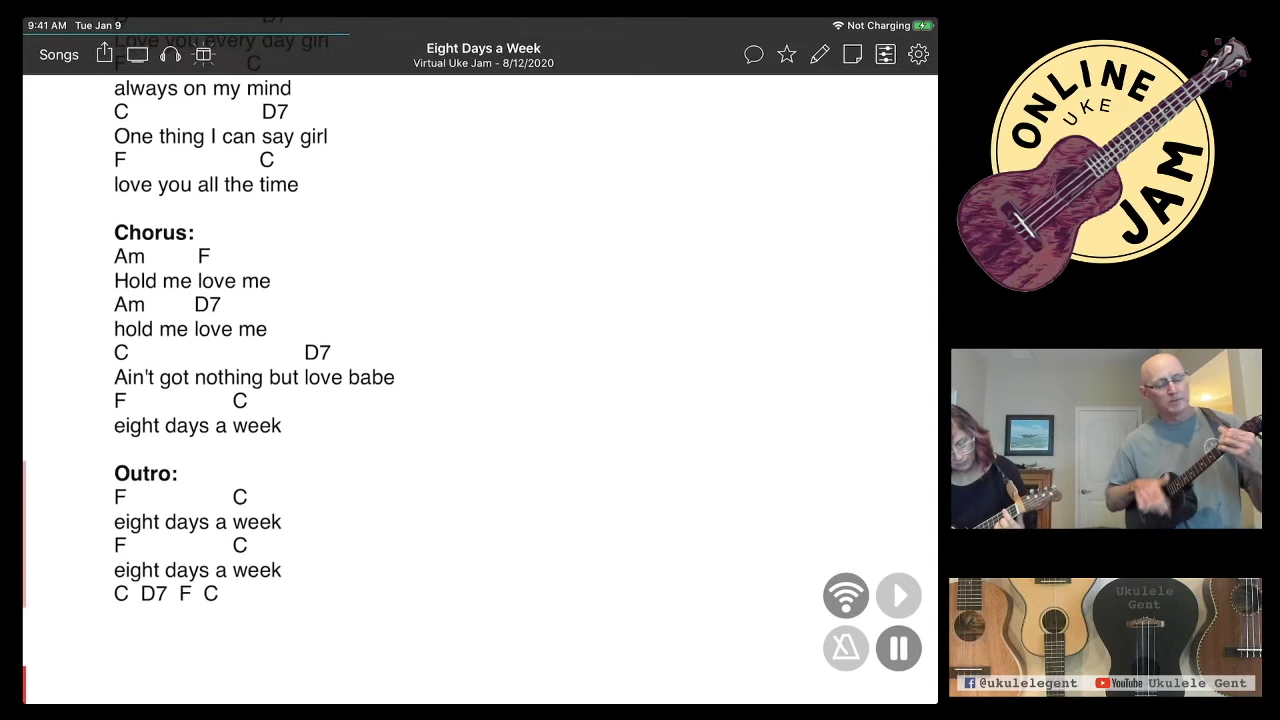 9:41 AM Tue Jan 9
Not Charging
D7
Love you every day girl
F C
Songs
Eight Days a Week
Virtual Uke Jam - 8/12/2020
always on my mind
C D7
One thing I can say girl
F C
love you all the time
Chorus:
Am F
Hold me love me
Am D7
hold me love me
C D7
Ain't got nothing but love babe
F C
eight days a week
Outro:
F C
eight days a week
F C
eight days a week
C D7 F C
ONLINE
UKE
JAM
Ukulele
Gent
@ukulelegent YouTube Ukulele Gent